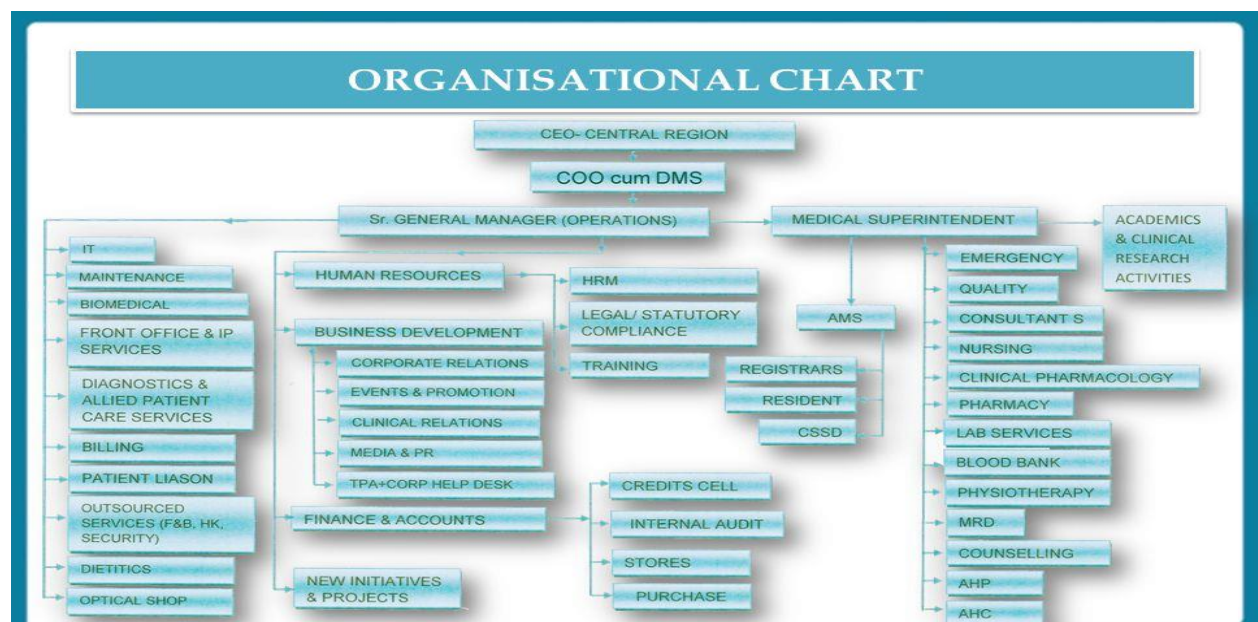 ORGANISATIONAL CHART
CEO- CENTRAL REGION
COO cum DMS
Sr. GENERAL MANAGER (OPERATIONS)
MEDICAL SUPERINTENDENT
ACADEMICS
& CLINICAL
RESEARCH
ACTIVITIES
IT
MAINTENANCE
BIOMEDICAL
FRONT OFFICE & IP
SERVICES
DIAGNOSTICS &
ALLIED PATIENT
CARE SERVICES
BILLING
PATIENT LIASON
OUTSOURCED
SERVICES (F&B, HK,
SECURITY)
DIETITICS
OPTICAL SHOP
HUMAN RESOURCES
HRM
LEGAL/ STATUTORY
COMPLIANCE
TRAINING
BUSINESS DEVELOPMENT
CORPORATE RELATIONS
EVENTS & PROMOTION
CLINICAL RELATIONS
MEDIA & PR
TPA+CORP HELP DESK
FINANCE & ACCOUNTS
CREDITS CELL
INTERNAL AUDIT
STORES
PURCHASE
NEW INITIATIVES
& PROJECTS
AMS
REGISTRARS
RESIDENT
CSSD
EMERGENCY
QUALITY
CONSULTANT S
NURSING
CLINICAL PHARMACOLOGY
PHARMACY
LAB SERVICES
BLOOD BANK
PHYSIOTHERAPY
MRD
COUNSELLING
AHP
AHC